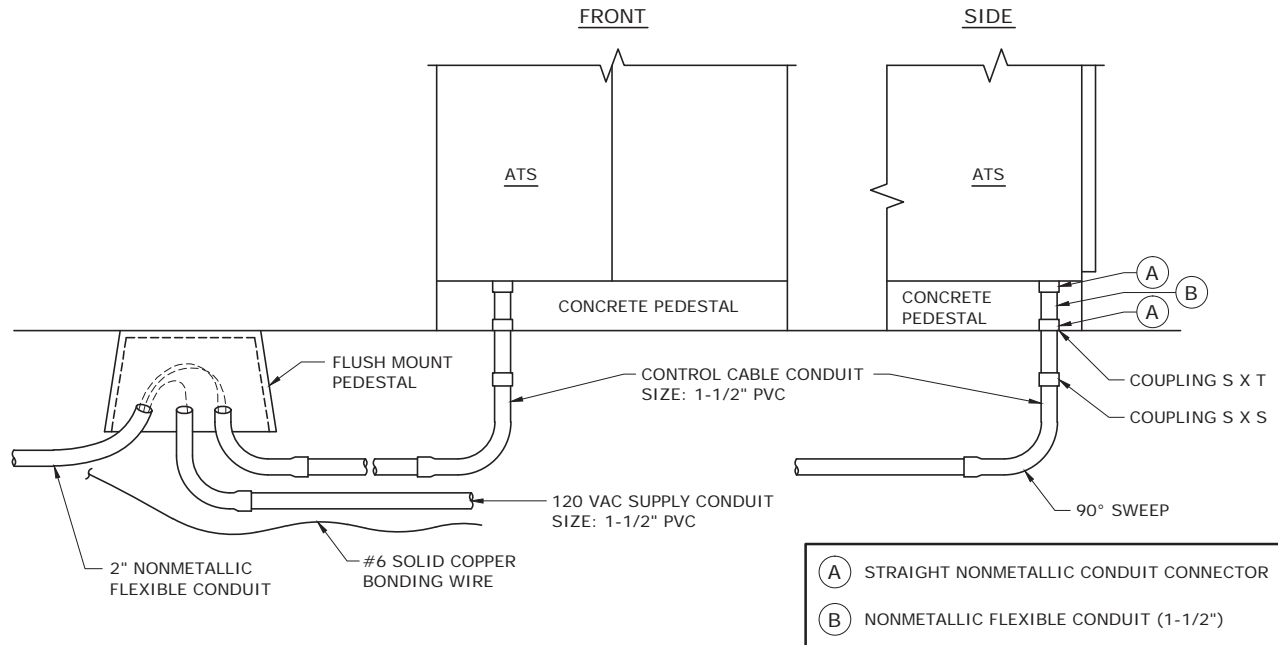 FRONT
SIDE
ATS
ATS
A
B
A
CONCRETE PEDESTAL
CONCRETE
PEDESTAL
FLUSH MOUNT
PEDESTAL
CONTROL CABLE CONDUIT
SIZE: 1-1/2" PVC
COUPLING S X T
COUPLING S X S
120 VAC SUPPLY CONDUIT
SIZE: 1-1/2" PVC
90° SWEEP
2" NONMETALLIC
FLEXIBLE CONDUIT
#6 SOLID COPPER
BONDING WIRE
A STRAIGHT NONMETALLIC CONDUIT CONNECTOR
B NONMETALLIC FLEXIBLE CONDUIT (1-1/2")